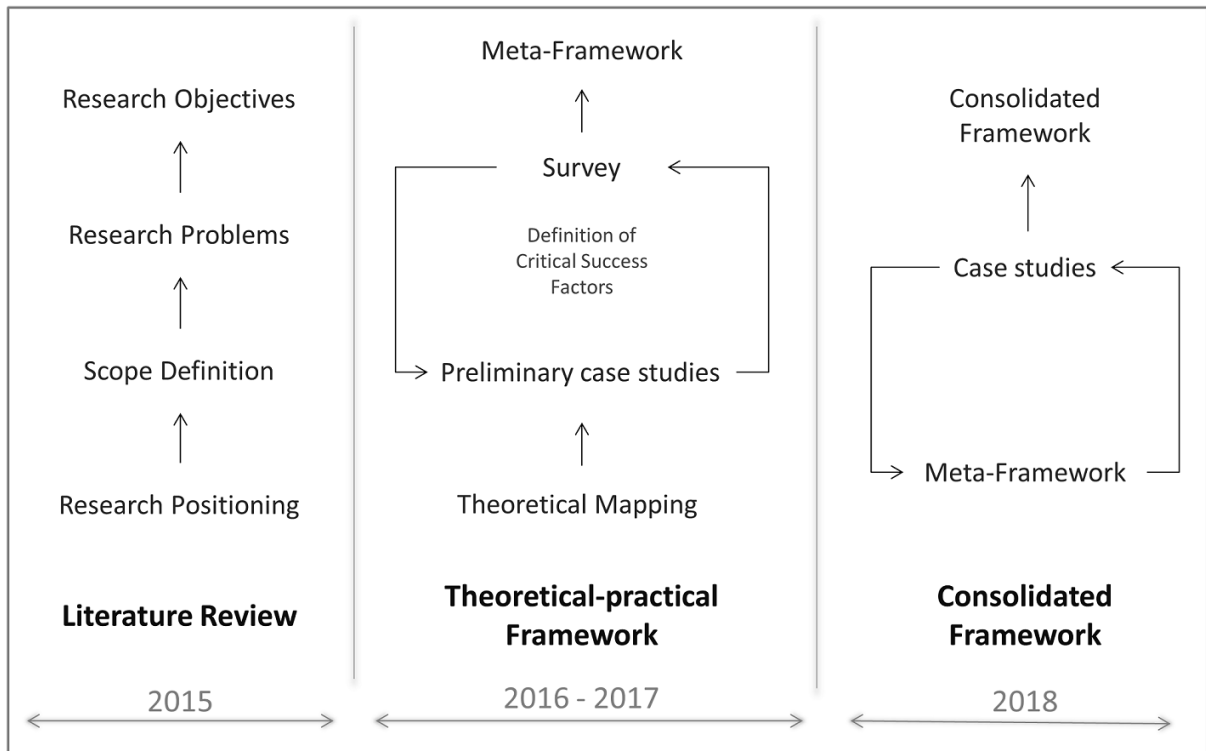 Research Objectives
Research Problems
Scope Definition
Research Positioning
Literature Review
2015
Meta-Framework
Survey
Definition of
Critical Success
Factors
Preliminary case studies
Theoretical Mapping
Theoretical-practical
Framework
2016 - 2017
Consolidated
Framework
Case studies
Meta-Framework
Consolidated
Framework
2018